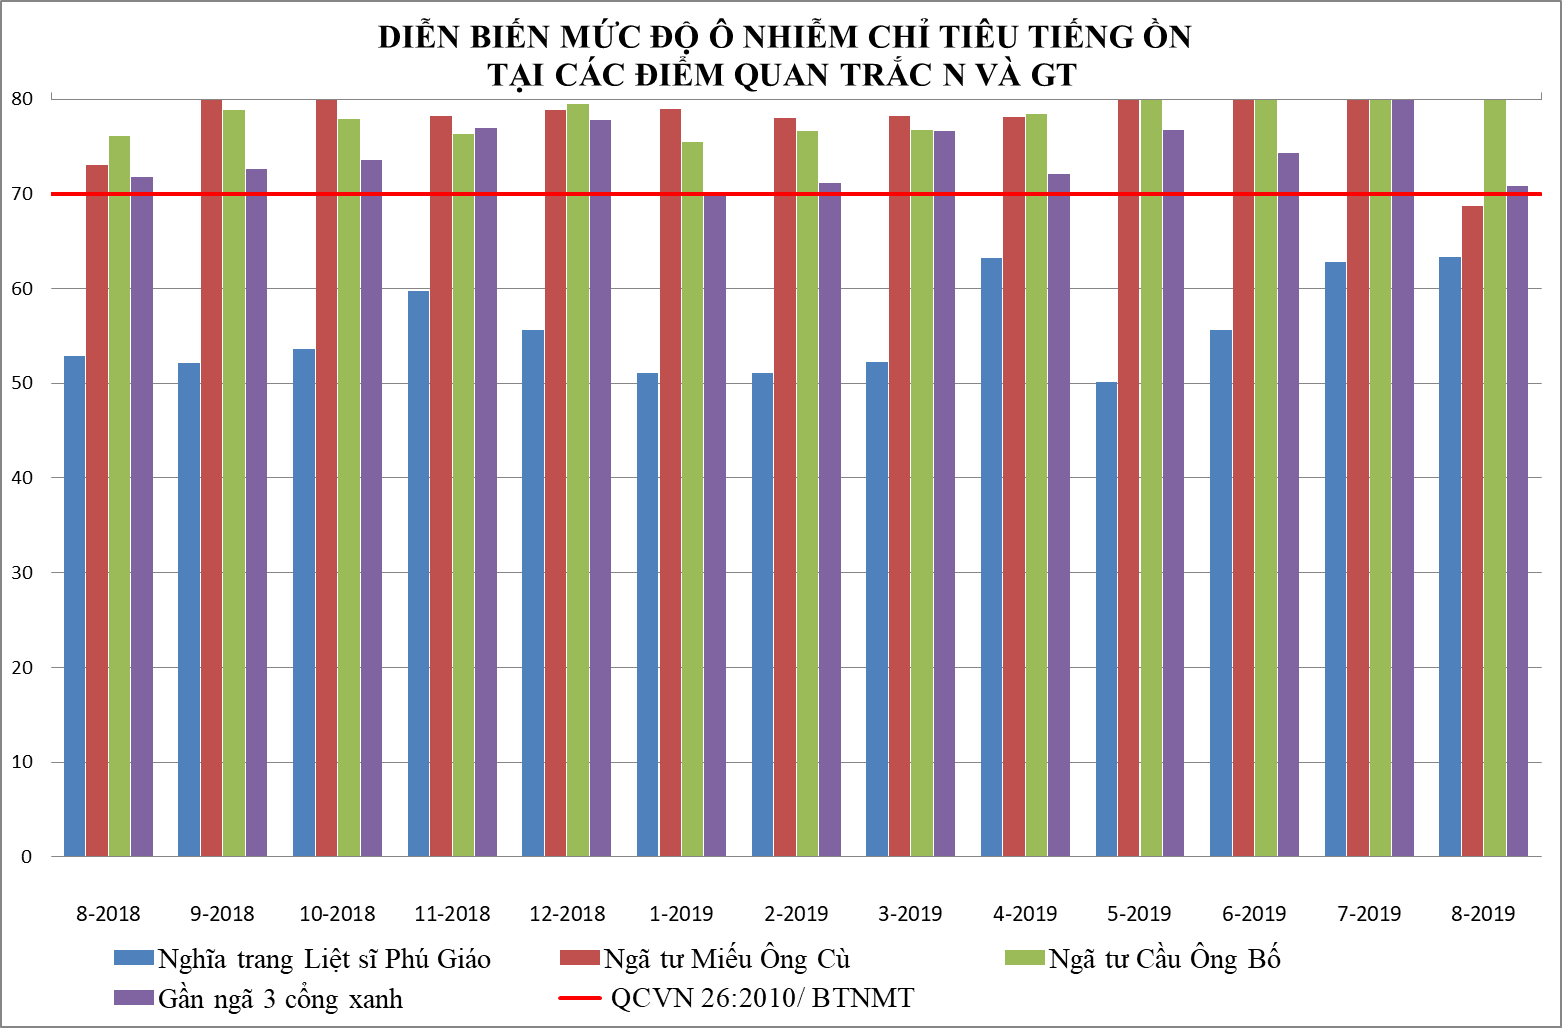 DIỄN BIẾN MỨC ĐỘ Ô NHIỄM CHỈ TIÊU TIẾNG ỒN
TẠI CÁC ĐIỂM QUAN TRẮC N VÀ GT
80
70
60
50
40
30
20
10
0
8-2018 9-2018 10-2018 11-2018 12-2018 1-2019 2-2019 3-2019 4-2019 5-2019 6-2019 7-2019 8-2019
Nghĩa trang Liệt sĩ Phú Giáo Ngã tư Miếu Ông Cù Ngã tư Cầu Ông Bố
Gần ngã 3 cổng xanh QCVN 26:2010/ BTNMT